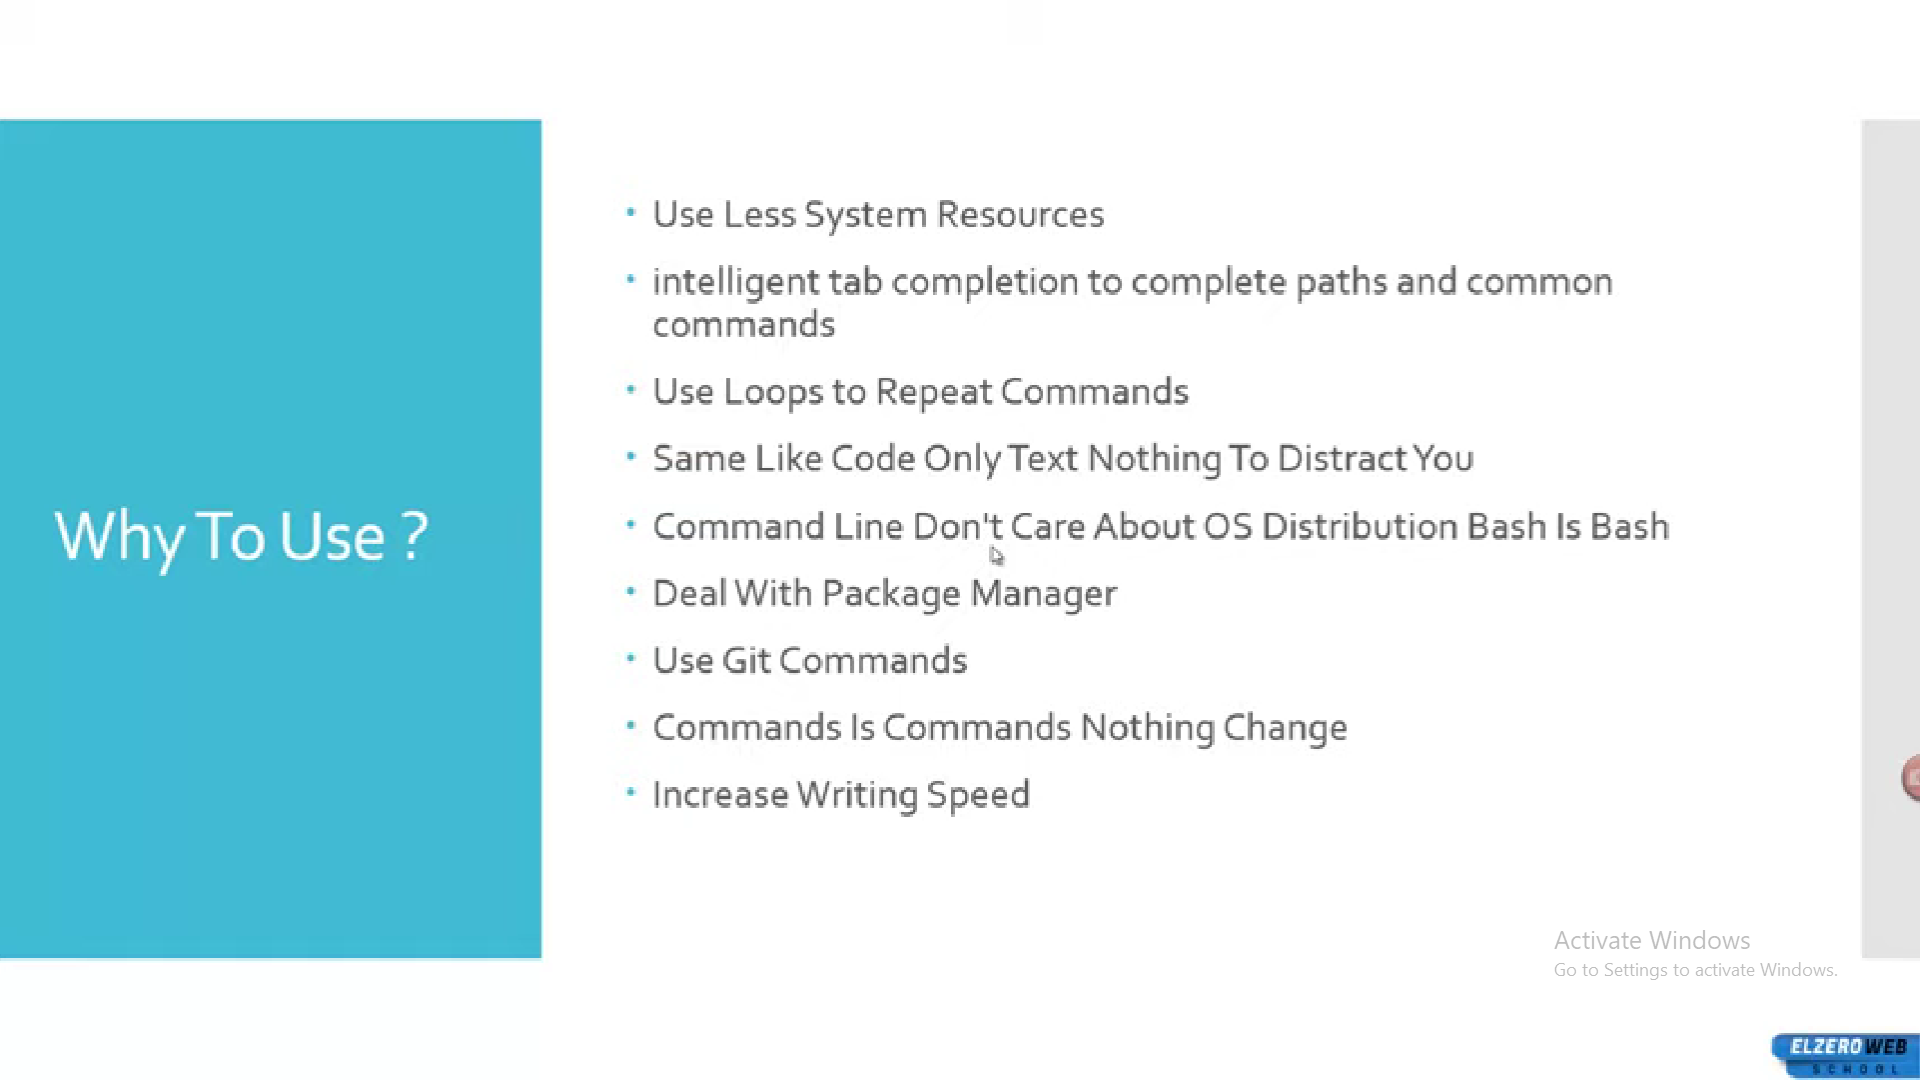 Why To Use ?
• Use Less System Resources
• intelligent tab completion to complete paths and common
commands
• Use Loops to Repeat Commands
• Same Like Code Only Text Nothing To Distract You
• Command Line Don't Care About OS Distribution Bash Is Bash
• Deal With Package Manager
• Use Git Commands
• Commands Is Commands Nothing Change
• Increase Writing Speed
Activate Windows
Go to Settings to activate Windows.
ELZERO WEB
SCHOOL